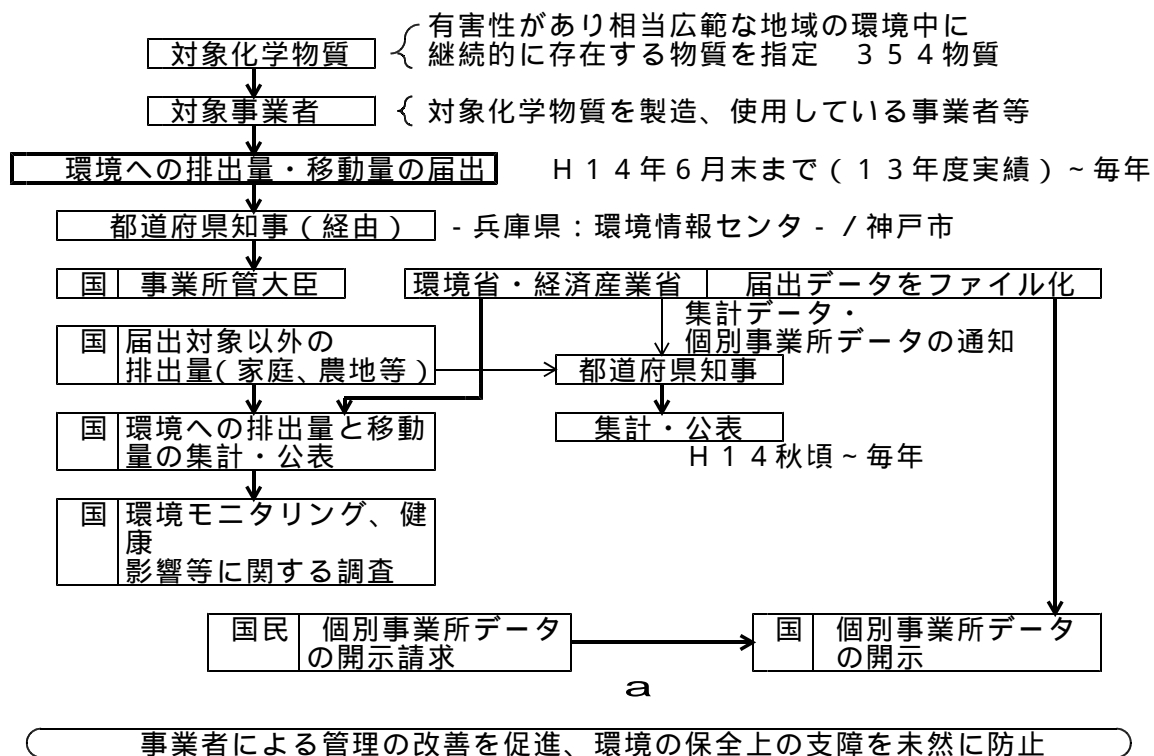 有害性があり相当広範な地域の環境中に
対象化学物質 継続的に存在する物質を指定 354物質
対象事業者 対象化学物質を製造、使用している事業者等
環境への排出量・移動量の届出 H14年6月末まで(13年度実績)~毎年
都道府県知事(経由) -兵庫県:環境情報センタ-/神戸市
国 事業所管大臣 環境省・経済産業省 届出データをファイル化
集計データ・
個別事業所データの通知
国 届出対象以外の
排出量(家庭、農地等)
都道府県知事
国 環境への排出量と移動
量の集計・公表
集計・公表
H14秋頃~毎年
国 環境モニタリング、健
康
影響等に関する調査
国民 個別事業所データ
の開示請求
国 個別事業所データ
の開示
a
事業者による管理の改善を促進、環境の保全上の支障を未然に防止